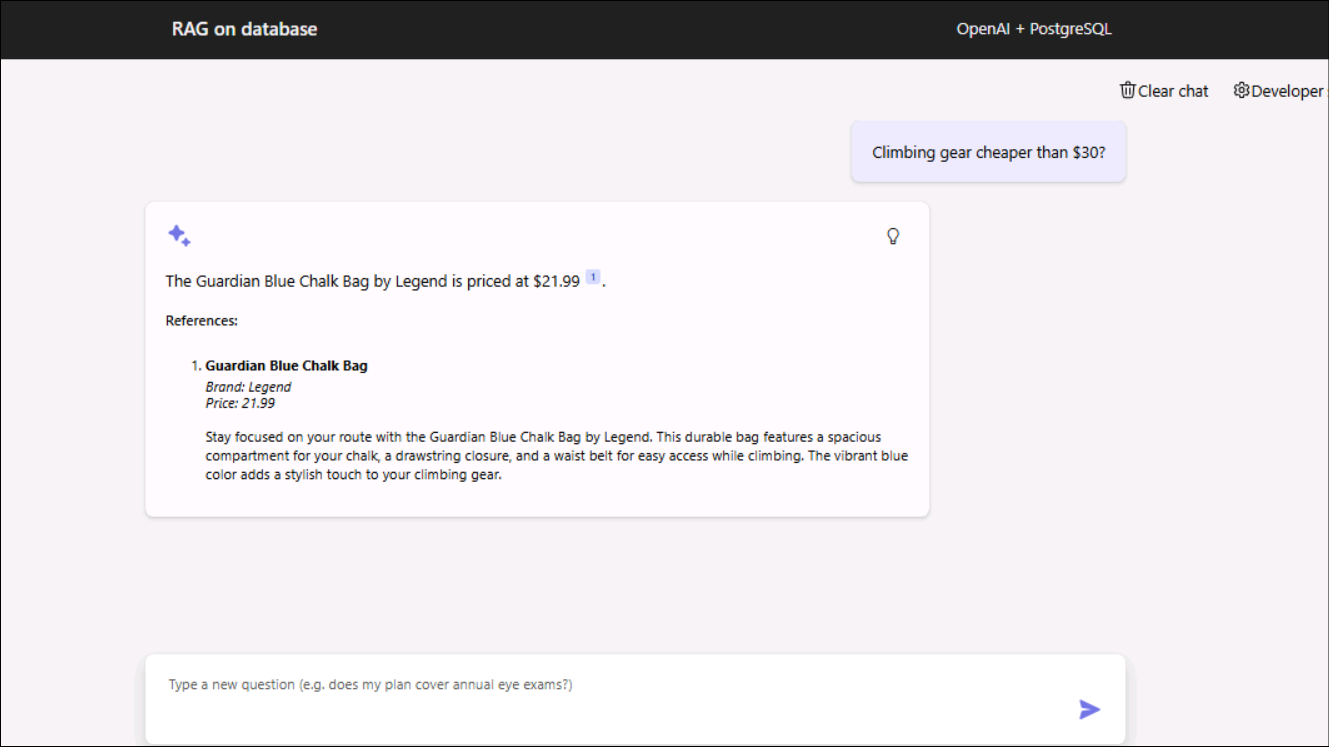 RAG on database
OpenAI + PostgreSQL
Clear chat
Developer
Climbing gear cheaper than $30?
The Guardian Blue Chalk Bag by Legend is priced at $21.99 1.
References:
1. Guardian Blue Chalk Bag
Brand: Legend
Price: 21.99
Stay focused on your route with the Guardian Blue Chalk Bag by Legend. This durable bag features a spacious
compartment for your chalk, a drawstring closure, and a waist belt for easy access while climbing. The vibrant blue
color adds a stylish touch to your climbing gear.
Type a new question (e.g. does my plan cover annual eye exams?)